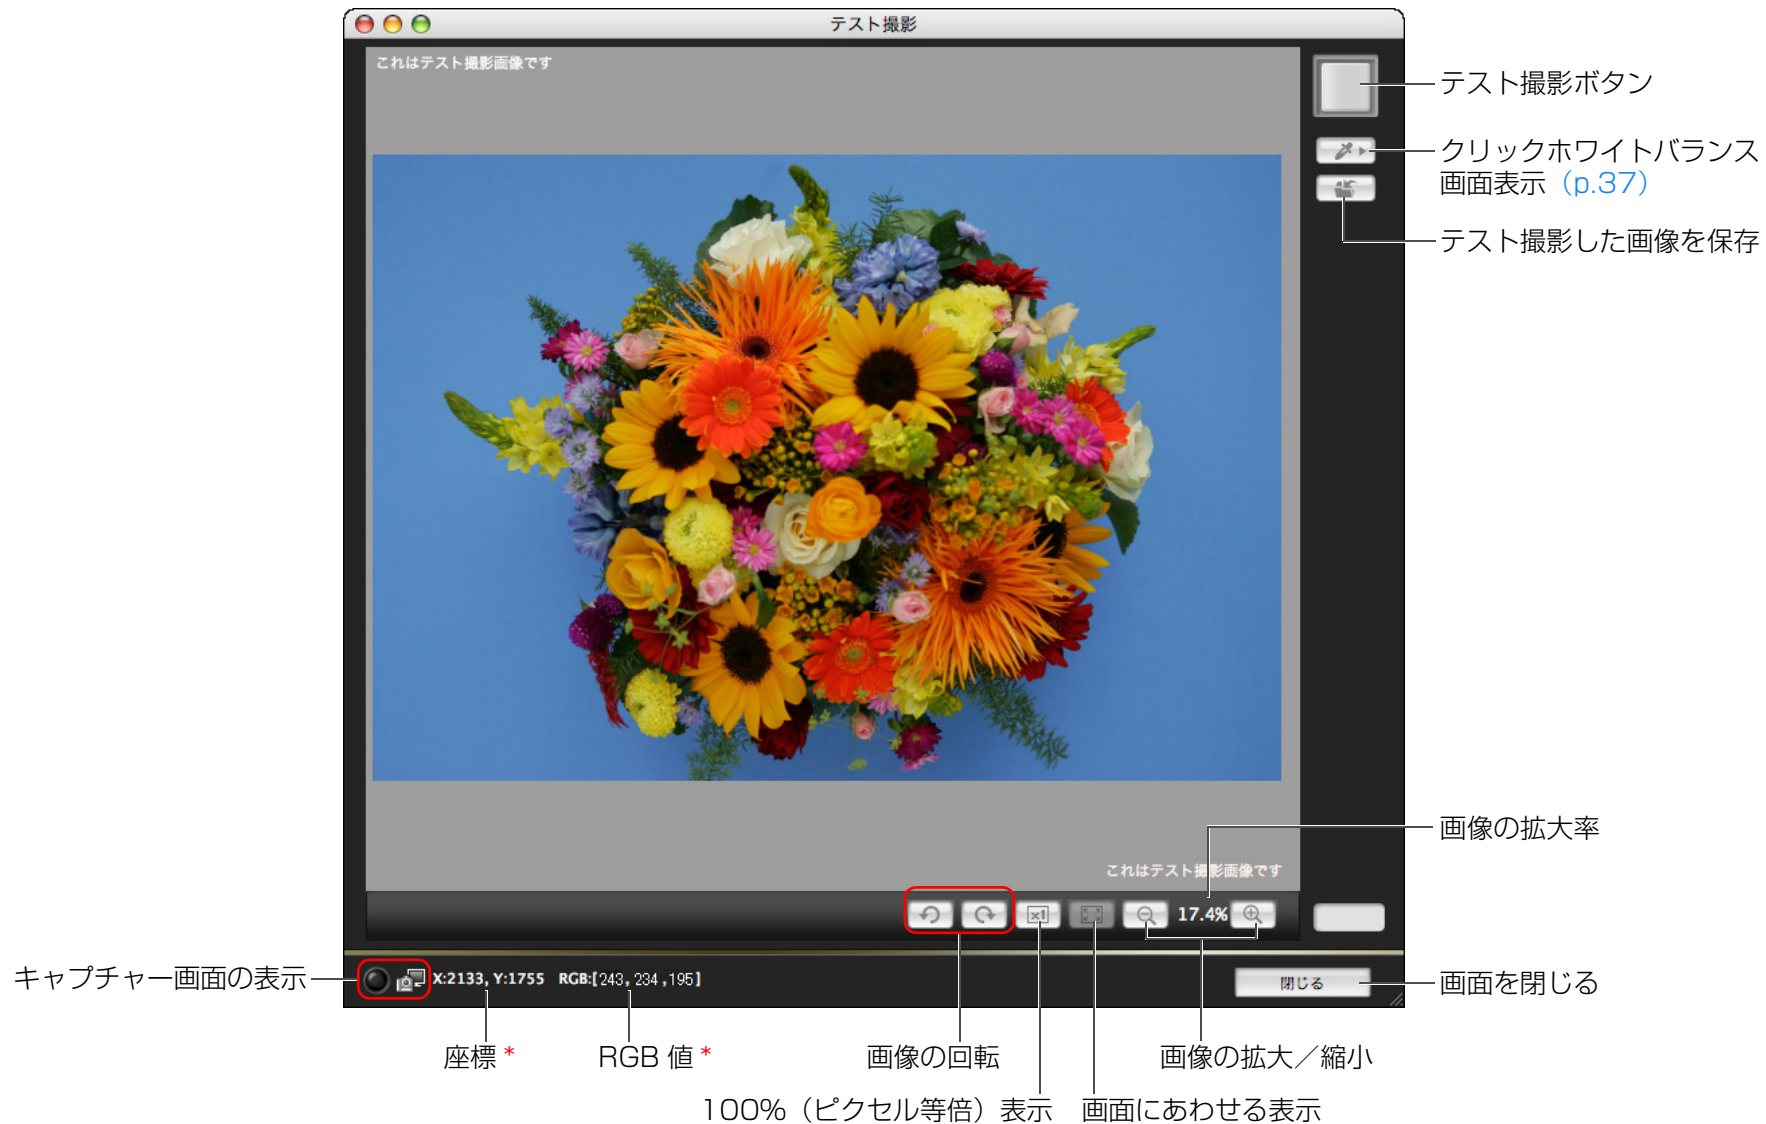 テスト撮影
これはテスト撮影画像です
テスト撮影ボタン
クリックホワイトバランス
画面表示（p.37）
テスト撮影した画像を保存
画像の拡大率
これはテスト撮影画像です
x1
17.4%
キャプチャー画面の表示
X:2133, Y:1755 RGB:[243, 234 ,195]
閉じる
画面を閉じる
座標*
RGB 値*
画像の回転
画像の拡大／縮小
100%（ピクセル等倍）表示
画面にあわせる表示